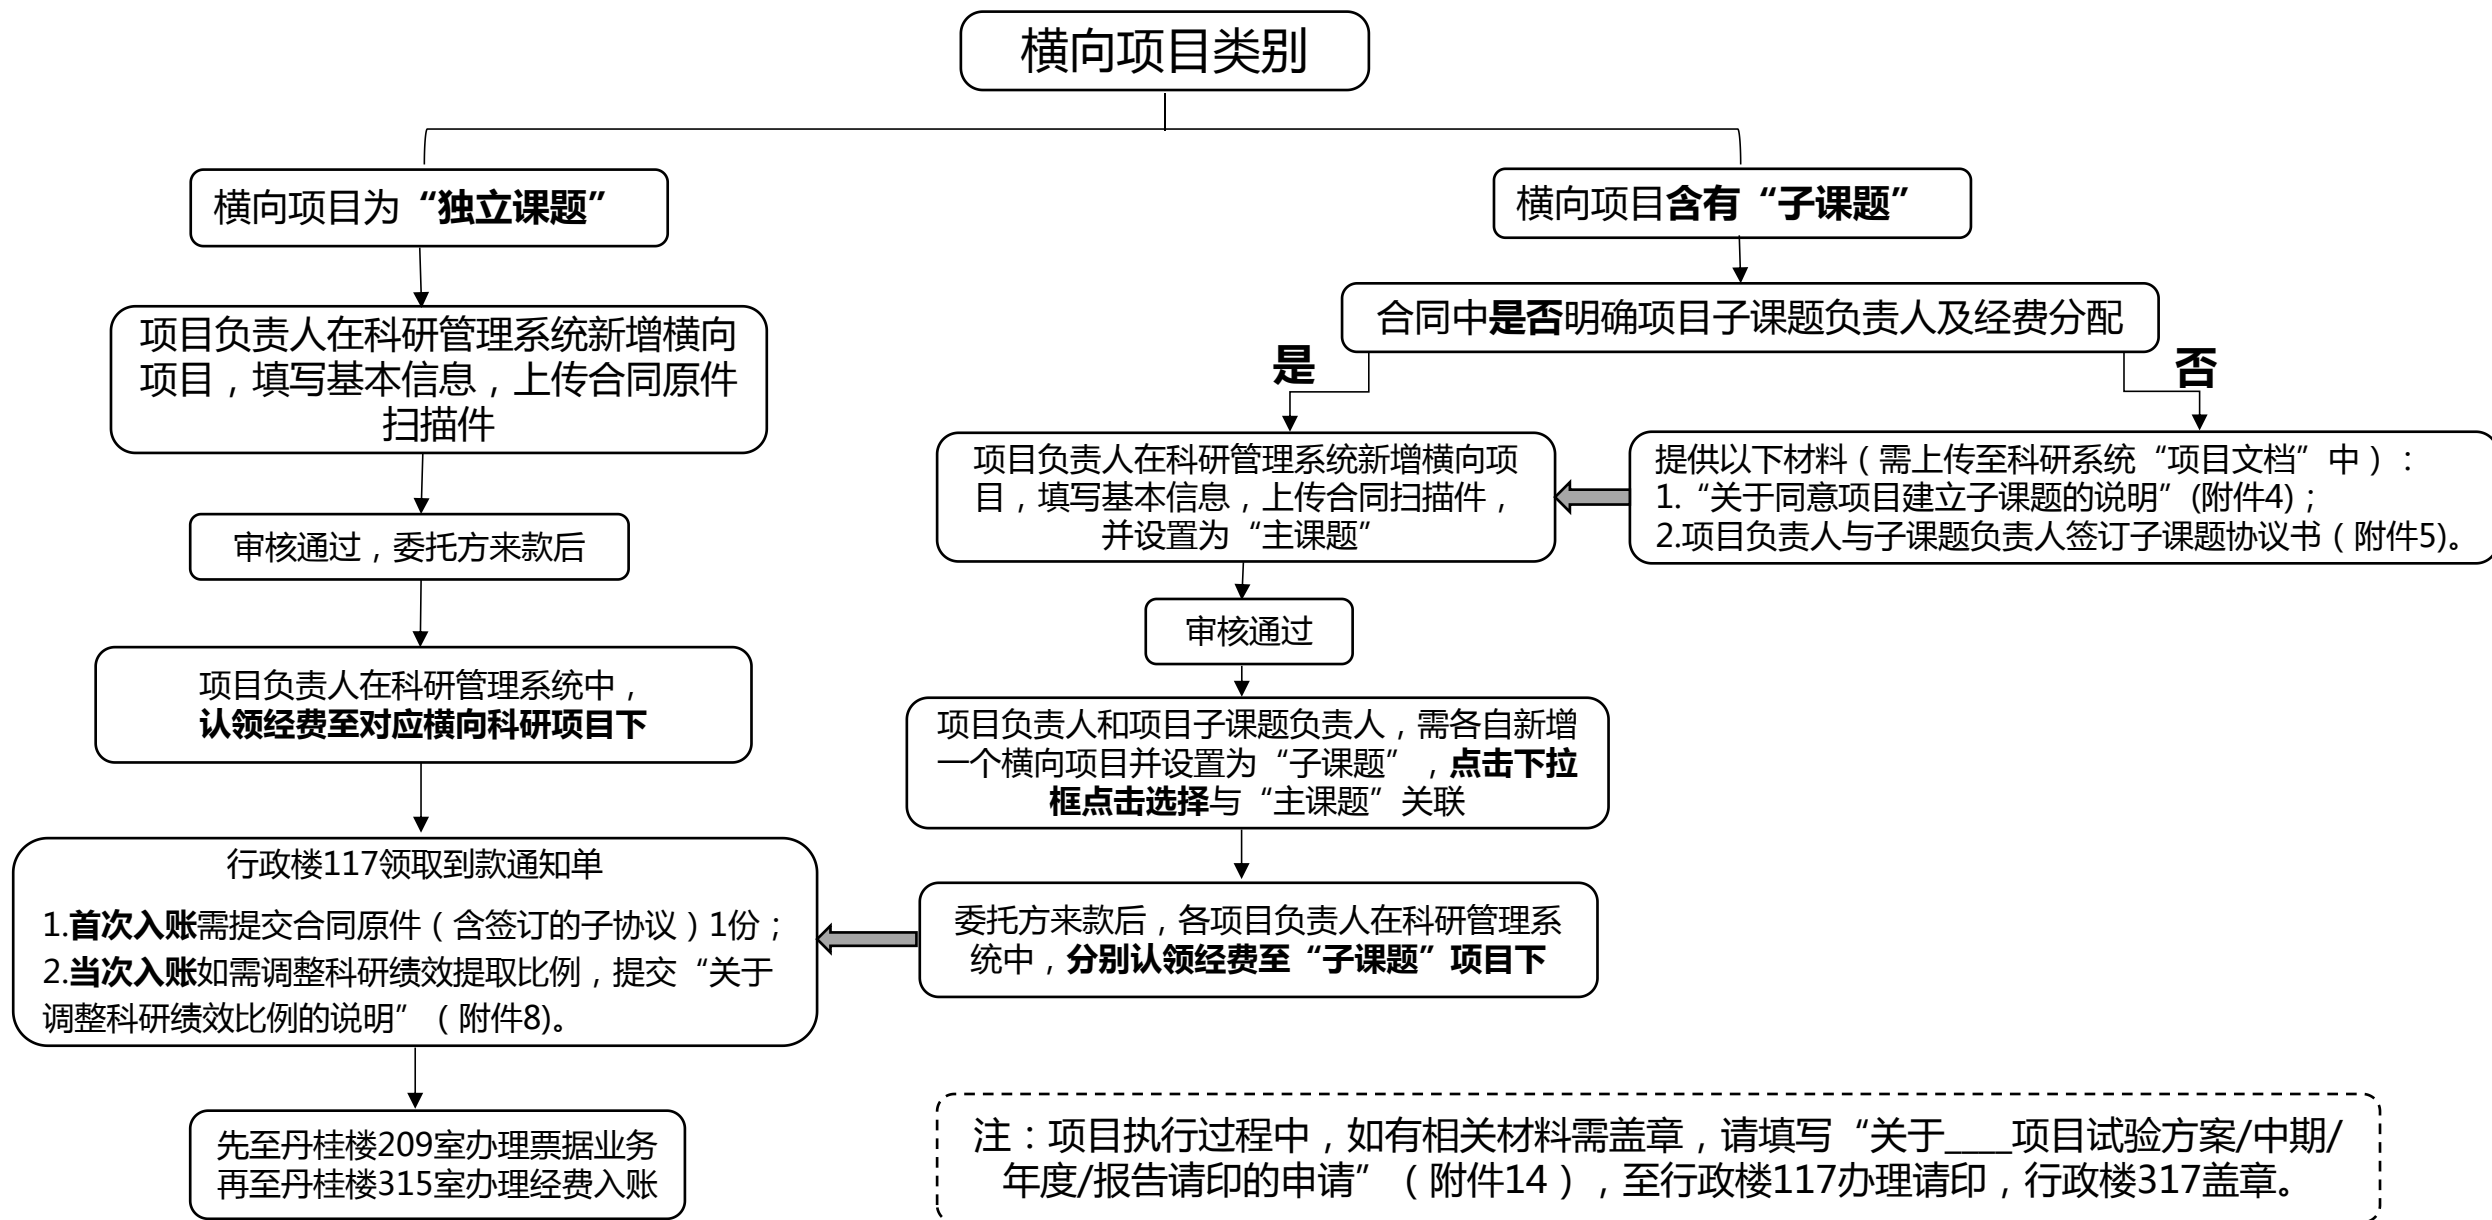 横向项目类别
横向项目为“独立课题”
项目负责人在科研管理系统新增横向
项目，填写基本信息，上传合同原件
扫描件
审核通过，委托方来款后
项目负责人在科研管理系统中，
认领经费至对应横向科研项目下
行政楼117领取到款通知单
1.首次入账需提交合同原件（含签订的子协议）1份；
2.当次入账如需调整科研绩效提取比例，提交“关于
调整科研绩效比例的说明”（附件8)。
先至丹桂楼209室办理票据业务
再至丹桂楼315室办理经费入账
横向项目含有“子课题”
合同中是否明确项目子课题负责人及经费分配
是
否
项目负责人在科研管理系统新增横向项
目，填写基本信息，上传合同扫描件，
并设置为“主课题”
提供以下材料（需上传至科研系统“项目文档”中）：
1.“关于同意项目建立子课题的说明”(附件4)；
2.项目负责人与子课题负责人签订子课题协议书（附件5)。
审核通过
项目负责人和项目子课题负责人，需各自新增
一个横向项目并设置为“子课题”，点击下拉
框点击选择与“主课题”关联
委托方来款后，各项目负责人在科研管理系
统中，分别认领经费至“子课题”项目下
注：项目执行过程中，如有相关材料需盖章，请填写“关于____项目试验方案/中期/
年度/报告请印的申请”（附件14），至行政楼117办理请印，行政楼317盖章。